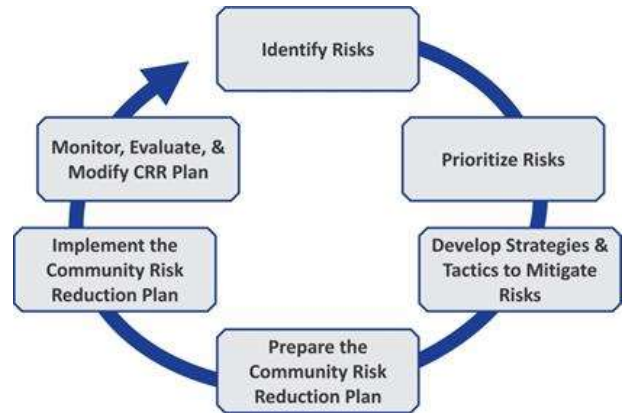 Identify Risks
Prioritize Risks
Develop Strategies &
Tactics to Mitigate
Risks
Prepare the
Community Risk
Reduction Plan
Implement the
Community Risk
Reduction Plan
Monitor, Evaluate, &
Modify CRR Plan